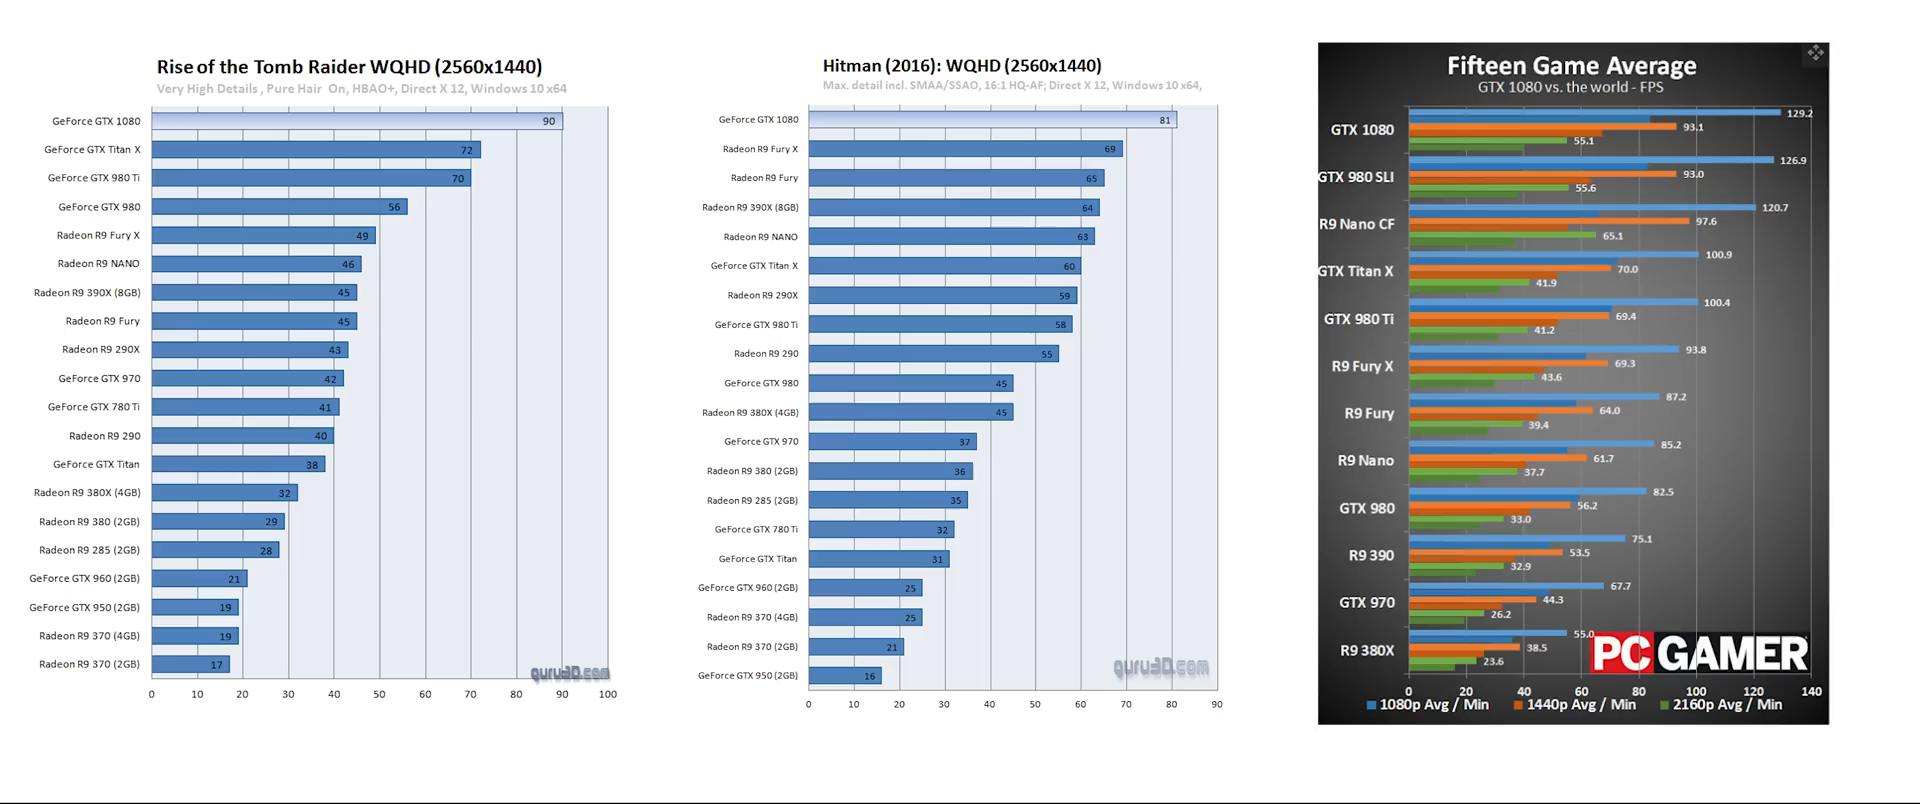 Rise of the Tomb Raider WQHD (2560x1440)
Very High Details , Pure Hair On, HBAO+, Direct X 12, Windows 10 x64
GeForce GTX 1080 90
GeForce GTX Titan X 72
GeForce GTX 980 Ti 70
GeForce GTX 980 56
Radeon R9 Fury X 49
Radeon R9 NANO 46
Radeon R9 390X (8GB) 45
Radeon R9 Fury 45
Radeon R9 290X 43
GeForce GTX 970 42
GeForce GTX 780 Ti 41
Radeon R9 290 40
GeForce GTX Titan 38
Radeon R9 380X (4GB) 32
Radeon R9 380 (2GB) 29
Radeon R9 285 (2GB) 28
GeForce GTX 960 (2GB) 21
GeForce GTX 950 (2GB) 19
Radeon R9 370 (4GB) 19
Radeon R9 370 (2GB) 17
guru3D.com
0 10 20 30 40 50 60 70 80 90 100
Hitman (2016): WQHD (2560x1440)
Max. detail incl. SMAA/SSAO, 16:1 HQ-AF; Direct X 12, Windows 10 x64,
GeForce GTX 1080 81
Radeon R9 Fury X 69
Radeon R9 Fury 65
Radeon R9 390X (8GB) 64
Radeon R9 NANO 63
GeForce GTX Titan X 60
Radeon R9 290X 59
GeForce GTX 980 Ti 58
Radeon R9 290 55
GeForce GTX 980 45
Radeon R9 380X (4GB) 45
GeForce GTX 970 37
Radeon R9 380 (2GB) 36
Radeon R9 285 (2GB) 35
GeForce GTX 780 Ti 32
GeForce GTX Titan 31
GeForce GTX 960 (2GB) 25
Radeon R9 370 (4GB) 25
Radeon R9 370 (2GB) 21
GeForce GTX 950 (2GB) 16
guru3D.com
0 10 20 30 40 50 60 70 80 90
Fifteen Game Average
GTX 1080 vs. the world - FPS
GTX 1080 129.2 93.1 55.1
GTX 980 SLI 126.9 93.0 55.6
R9 Nano CF 120.7 97.6 65.1
GTX Titan X 100.9 70.0 41.9
GTX 980 Ti 100.4 69.4 41.2
R9 Fury X 93.8 69.3 43.6
R9 Fury 87.2 64.0 39.4
R9 Nano 85.2 61.7 37.7
GTX 980 82.5 56.2 33.0
R9 390 75.1 53.5 32.9
GTX 970 67.7 44.3 26.2
R9 380X 55.0 38.5 23.6
PC GAMER
0 20 40 60 80 100 120 140
1080p Avg / Min 1440p Avg / Min 2160p Avg / Min